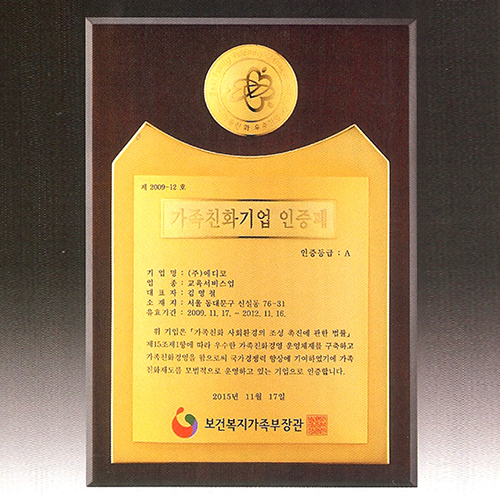 제 2009-12 호
가족친화기업 인증패
인증등급 : A
기 업 명 : (주)에디모
업 종 : 교육서비스업
대 표 자 : 김 영 철
소 재 지 : 서울 동대문구 신설동 76-31
유효기간 : 2009. 11. 17. ~ 2012. 11. 16.
위 기업은 「가족친화 사회환경의 조성 촉진에 관한 법률」
제15조제1항에 따라 우수한 가족친화경영 운영체제를 구축하고
가족친화경영을 함으로써 국가경쟁력 향상에 기여하였기에 가족
친화제도를 모범적으로 운영하고 있는 기업으로 인증합니다.
2015년 11월 17일
보건복지가족부장관